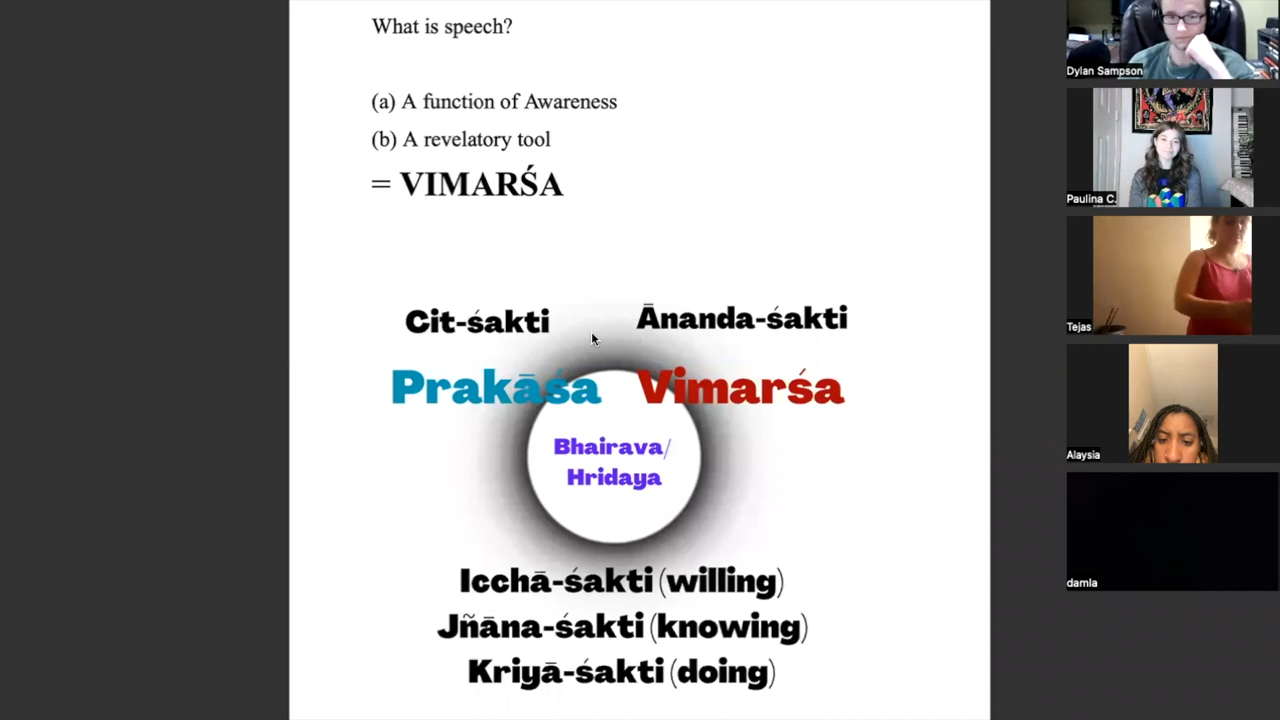 What is speech?
(a) A function of Awareness
(b) A revelatory tool
= VIMARŚA
Cit-śakti
Ānanda-śakti
Prakāśa
Vimarśa
Bhairava/
Hridaya
Icchā-śakti (willing)
Jñāna-śakti (knowing)
Kriyā-śakti (doing)
Dylan Sampson
Paulina C.
Tejas
Alaysia
damla